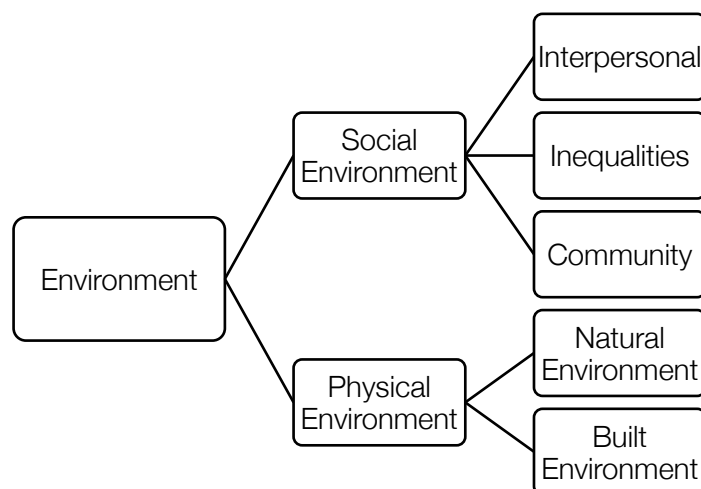 Environment
Social
Environment
Interpersonal
Inequalities
Community
Physical
Environment
Natural
Environment
Built
Environment